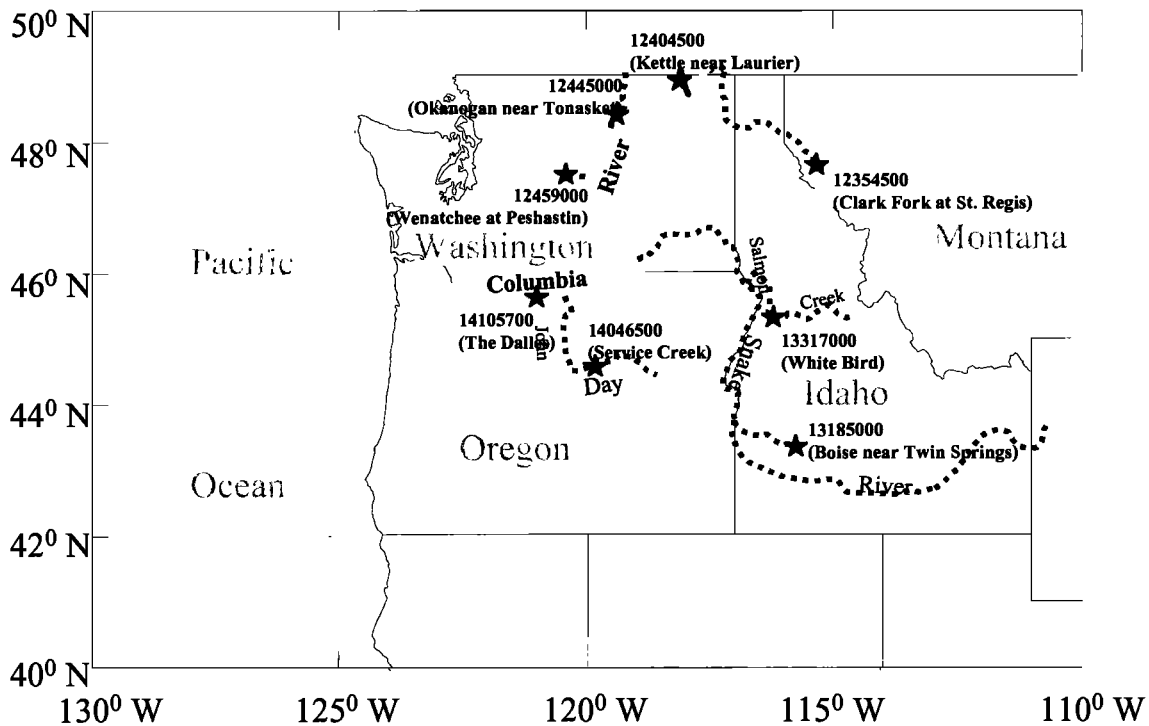 50⁰ N
12404500
(Kettle near Laurier)
12445000
(Okanogan near Tonasket)
48⁰ N
River
12459000
(Wenatchee at Peshastin)
12354500
(Clark Fork at St. Regis)
Washington
Montana
Pacific
Salmon
46⁰ N
Columbia
Creek
14105700
(The Dalles)
John
14046500
(Service Creek)
Day
Snake
13317000
(White Bird)
Idaho
44⁰ N
13185000
(Boise near Twin Springs)
Oregon
River
Ocean
42⁰ N
40⁰ N
130⁰ W
125⁰ W
120⁰ W
115⁰ W
110⁰ W